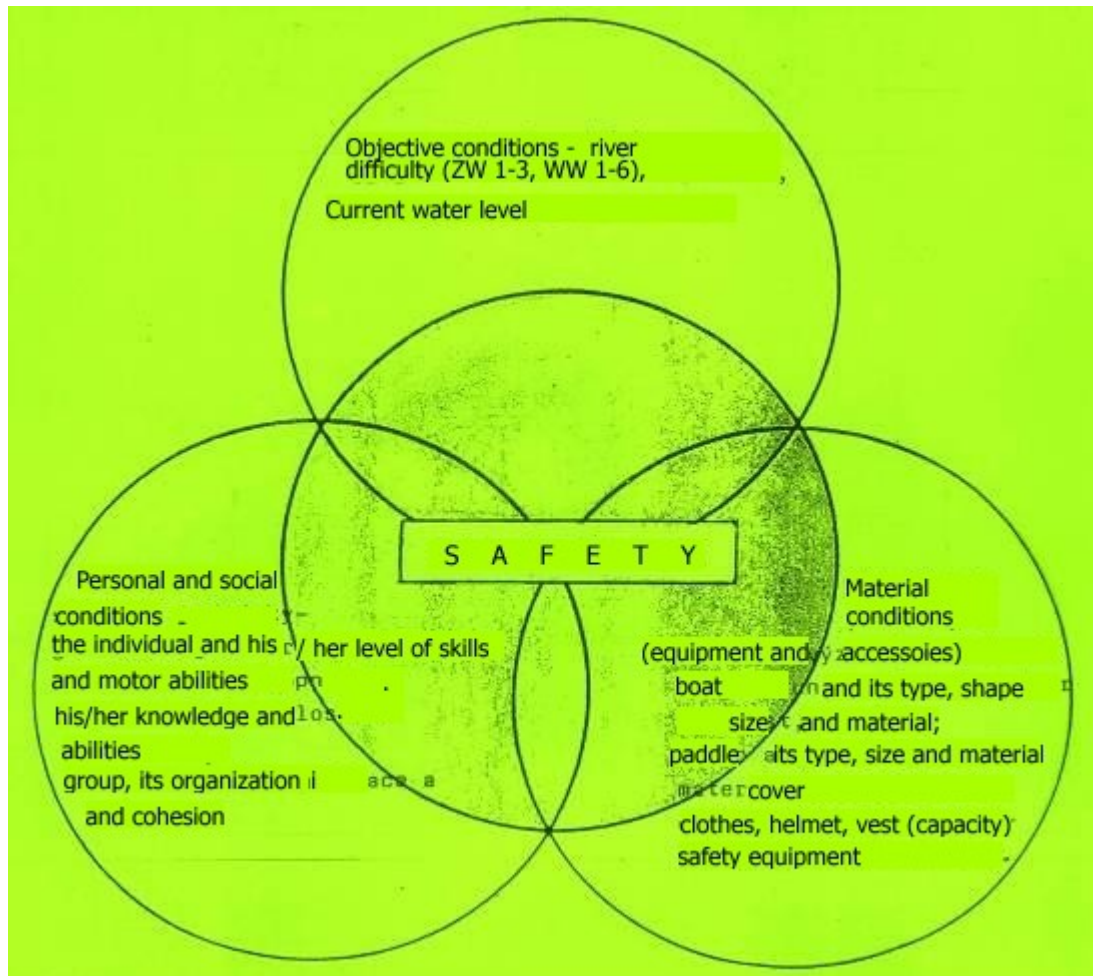 Objective conditions - river
difficulty (ZW 1-3, WW 1-6),
Current water level
S A F E T Y
Personal and social
conditions -
the individual and his / her level of skills
and motor abilities
his/her knowledge and
abilities
group, its organization
and cohesion
Material
conditions
(equipment and accessoies)
boat and its type, shape
size, and material;
paddle; its type, size and material
cover
clothes, helmet, vest (capacity)
safety equipment